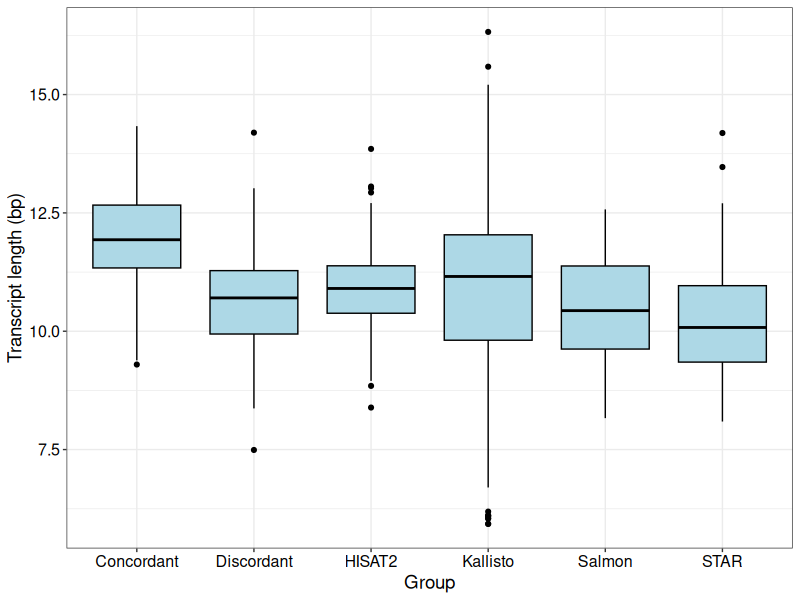 Transcript length (bp)
15.0
12.5
10.0
7.5
Concordant Discordant HISAT2 Kallisto Salmon STAR
Group